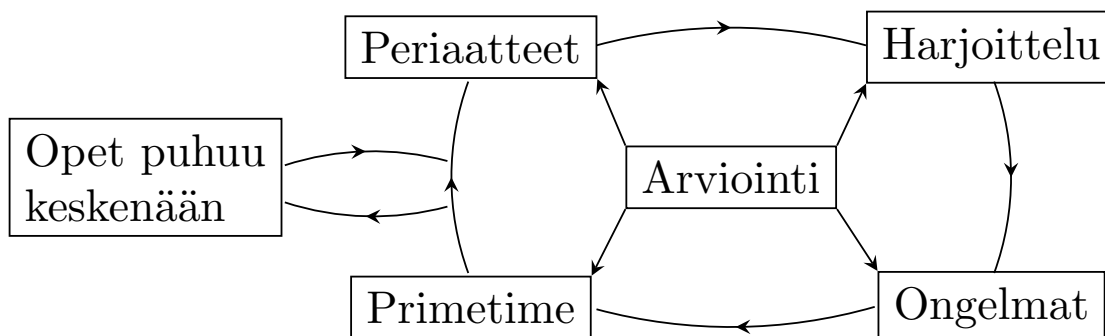 Periaatteet
Harjoittelu
Opet puhuu
keskenään
Arviointi
Primetime
Ongelmat